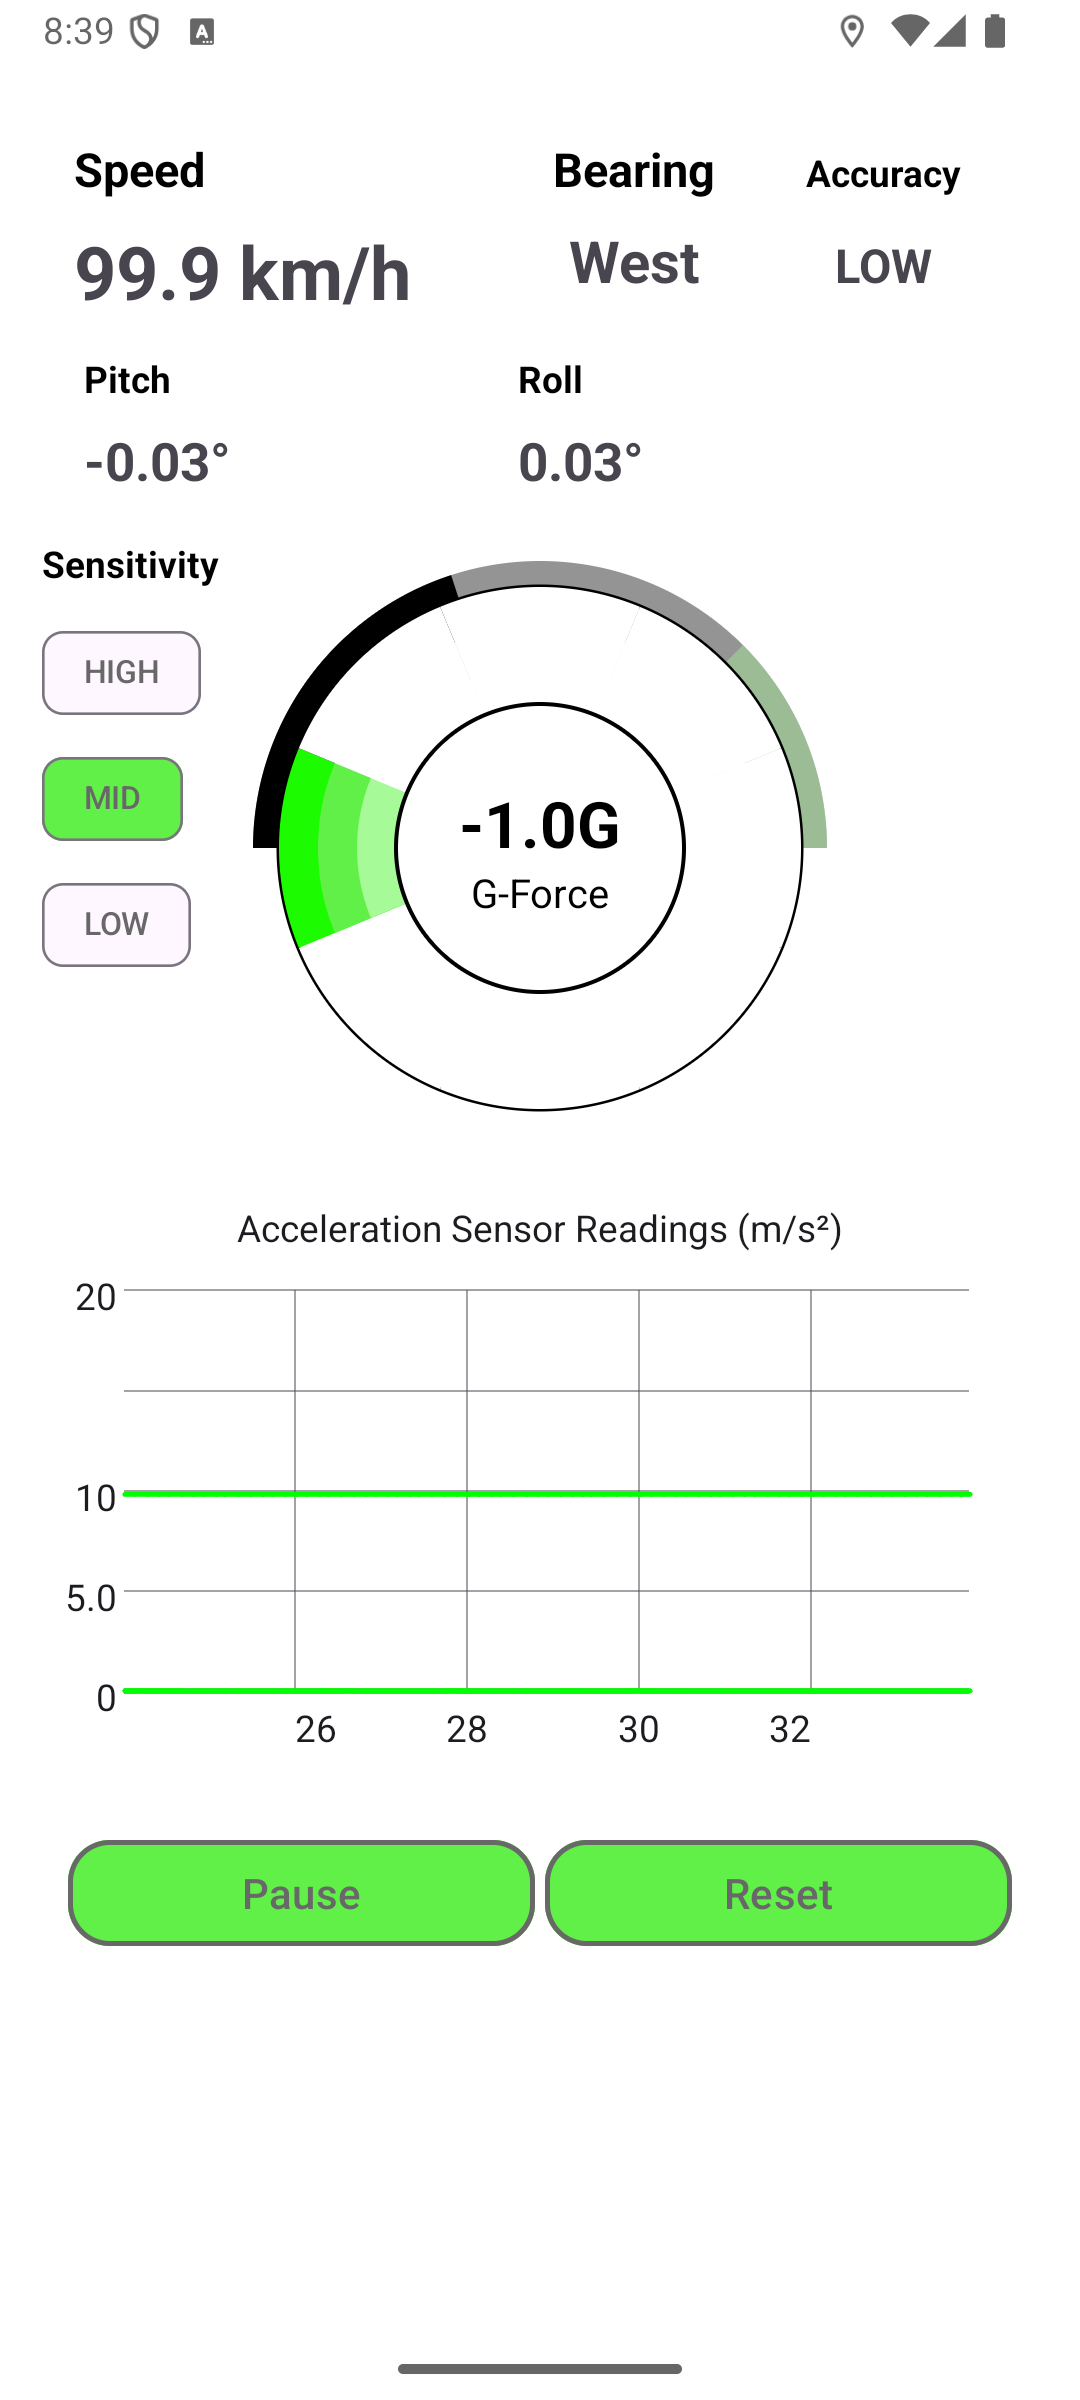 8:39
Speed Bearing Accuracy
99.9 km/h West LOW
Pitch Roll
-0.03° 0.03°
Sensitivity
HIGH
MID
LOW
-1.0G
G-Force
Acceleration Sensor Readings (m/s²)
20
10
5.0
0
26 28 30 32
Pause Reset